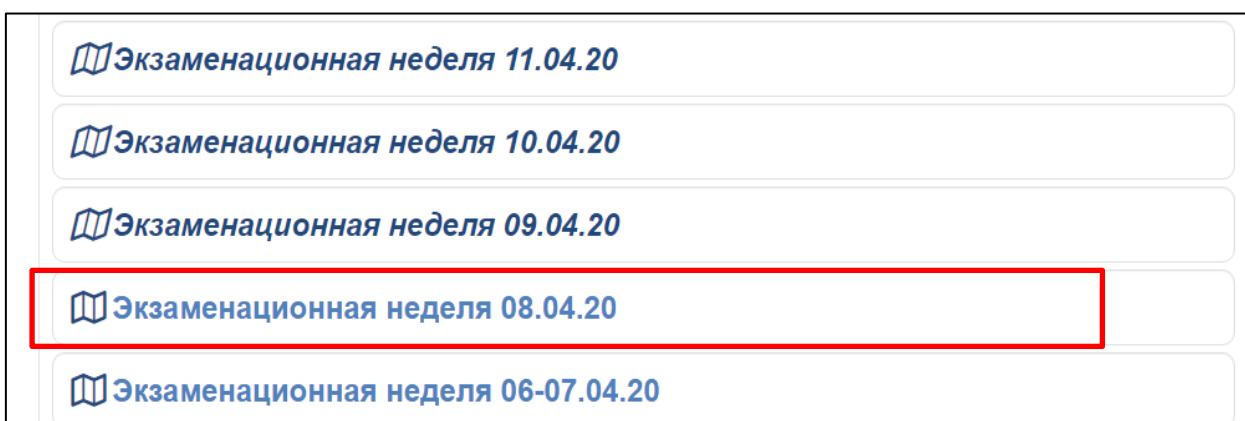 Экзаменационная неделя 11.04.20
Экзаменационная неделя 10.04.20
Экзаменационная неделя 09.04.20
Экзаменационная неделя 08.04.20
Экзаменационная неделя 06-07.04.20